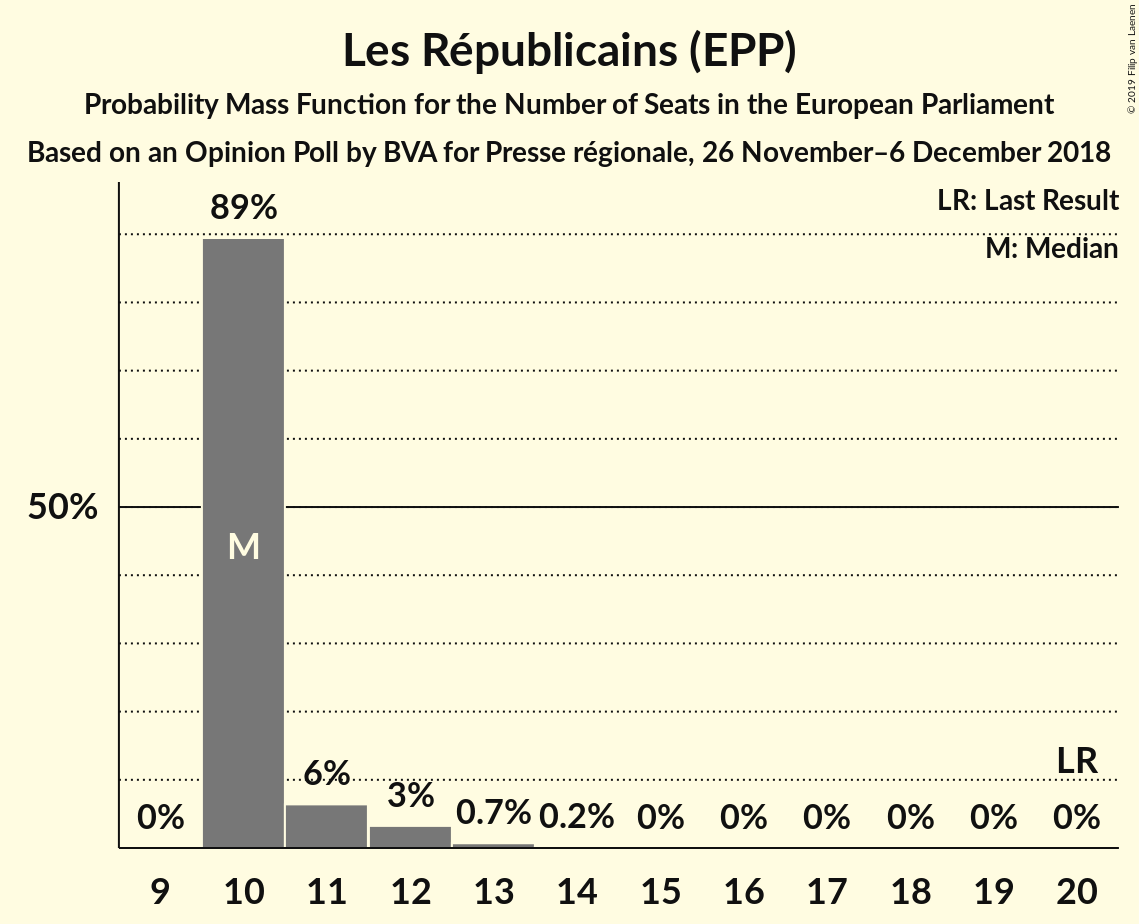 Les Républicains (EPP)
Probability Mass Function for the Number of Seats in the European Parliament
Based on an Opinion Poll by BVA for Presse régionale, 26 November–6 December 2018
© 2019 Filip van Laenen
LR: Last Result
M: Median
89%
50%
M
LR
0% 6% 3% 0.7% 0.2% 0% 0% 0% 0% 0% 0%
9 10 11 12 13 14 15 16 17 18 19 20